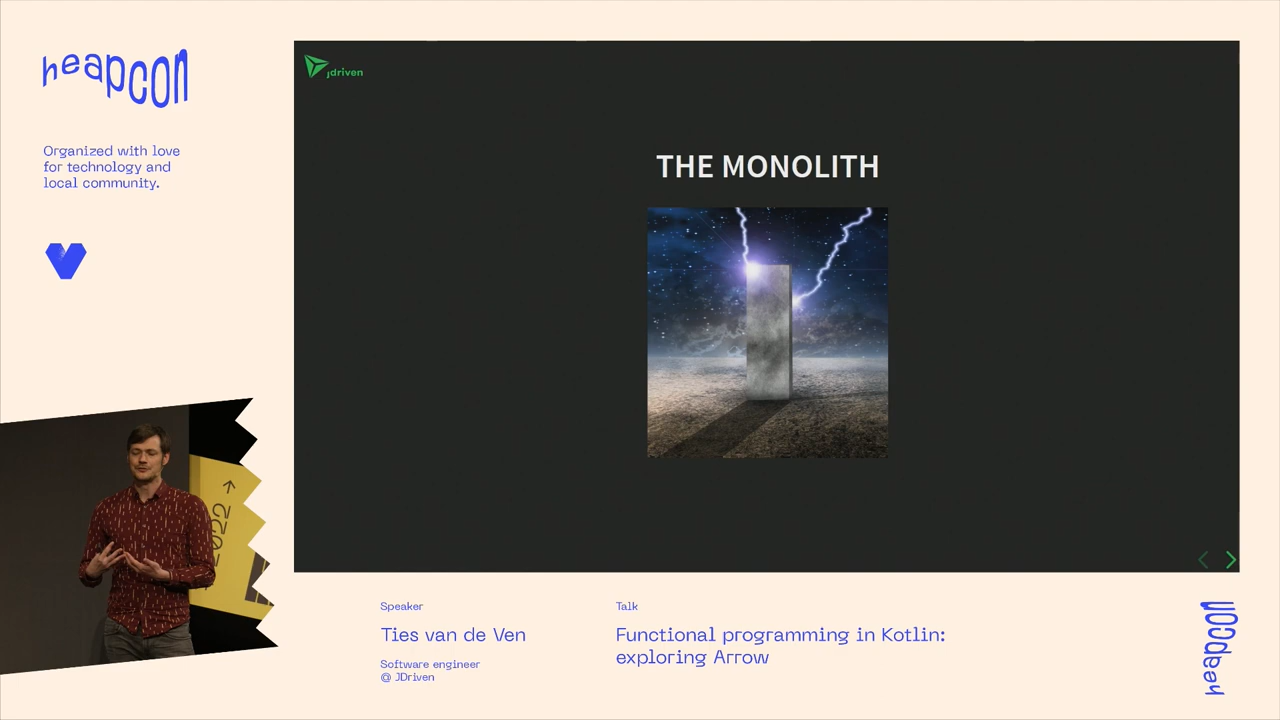 heapcon
Organized with love
for technology and
local community.
jdriven
THE MONOLITH
2022
Speaker
Ties van de Ven
Software engineer
@ JDriven
Talk
Functional programming in Kotlin:
exploring Arrow
heapcon